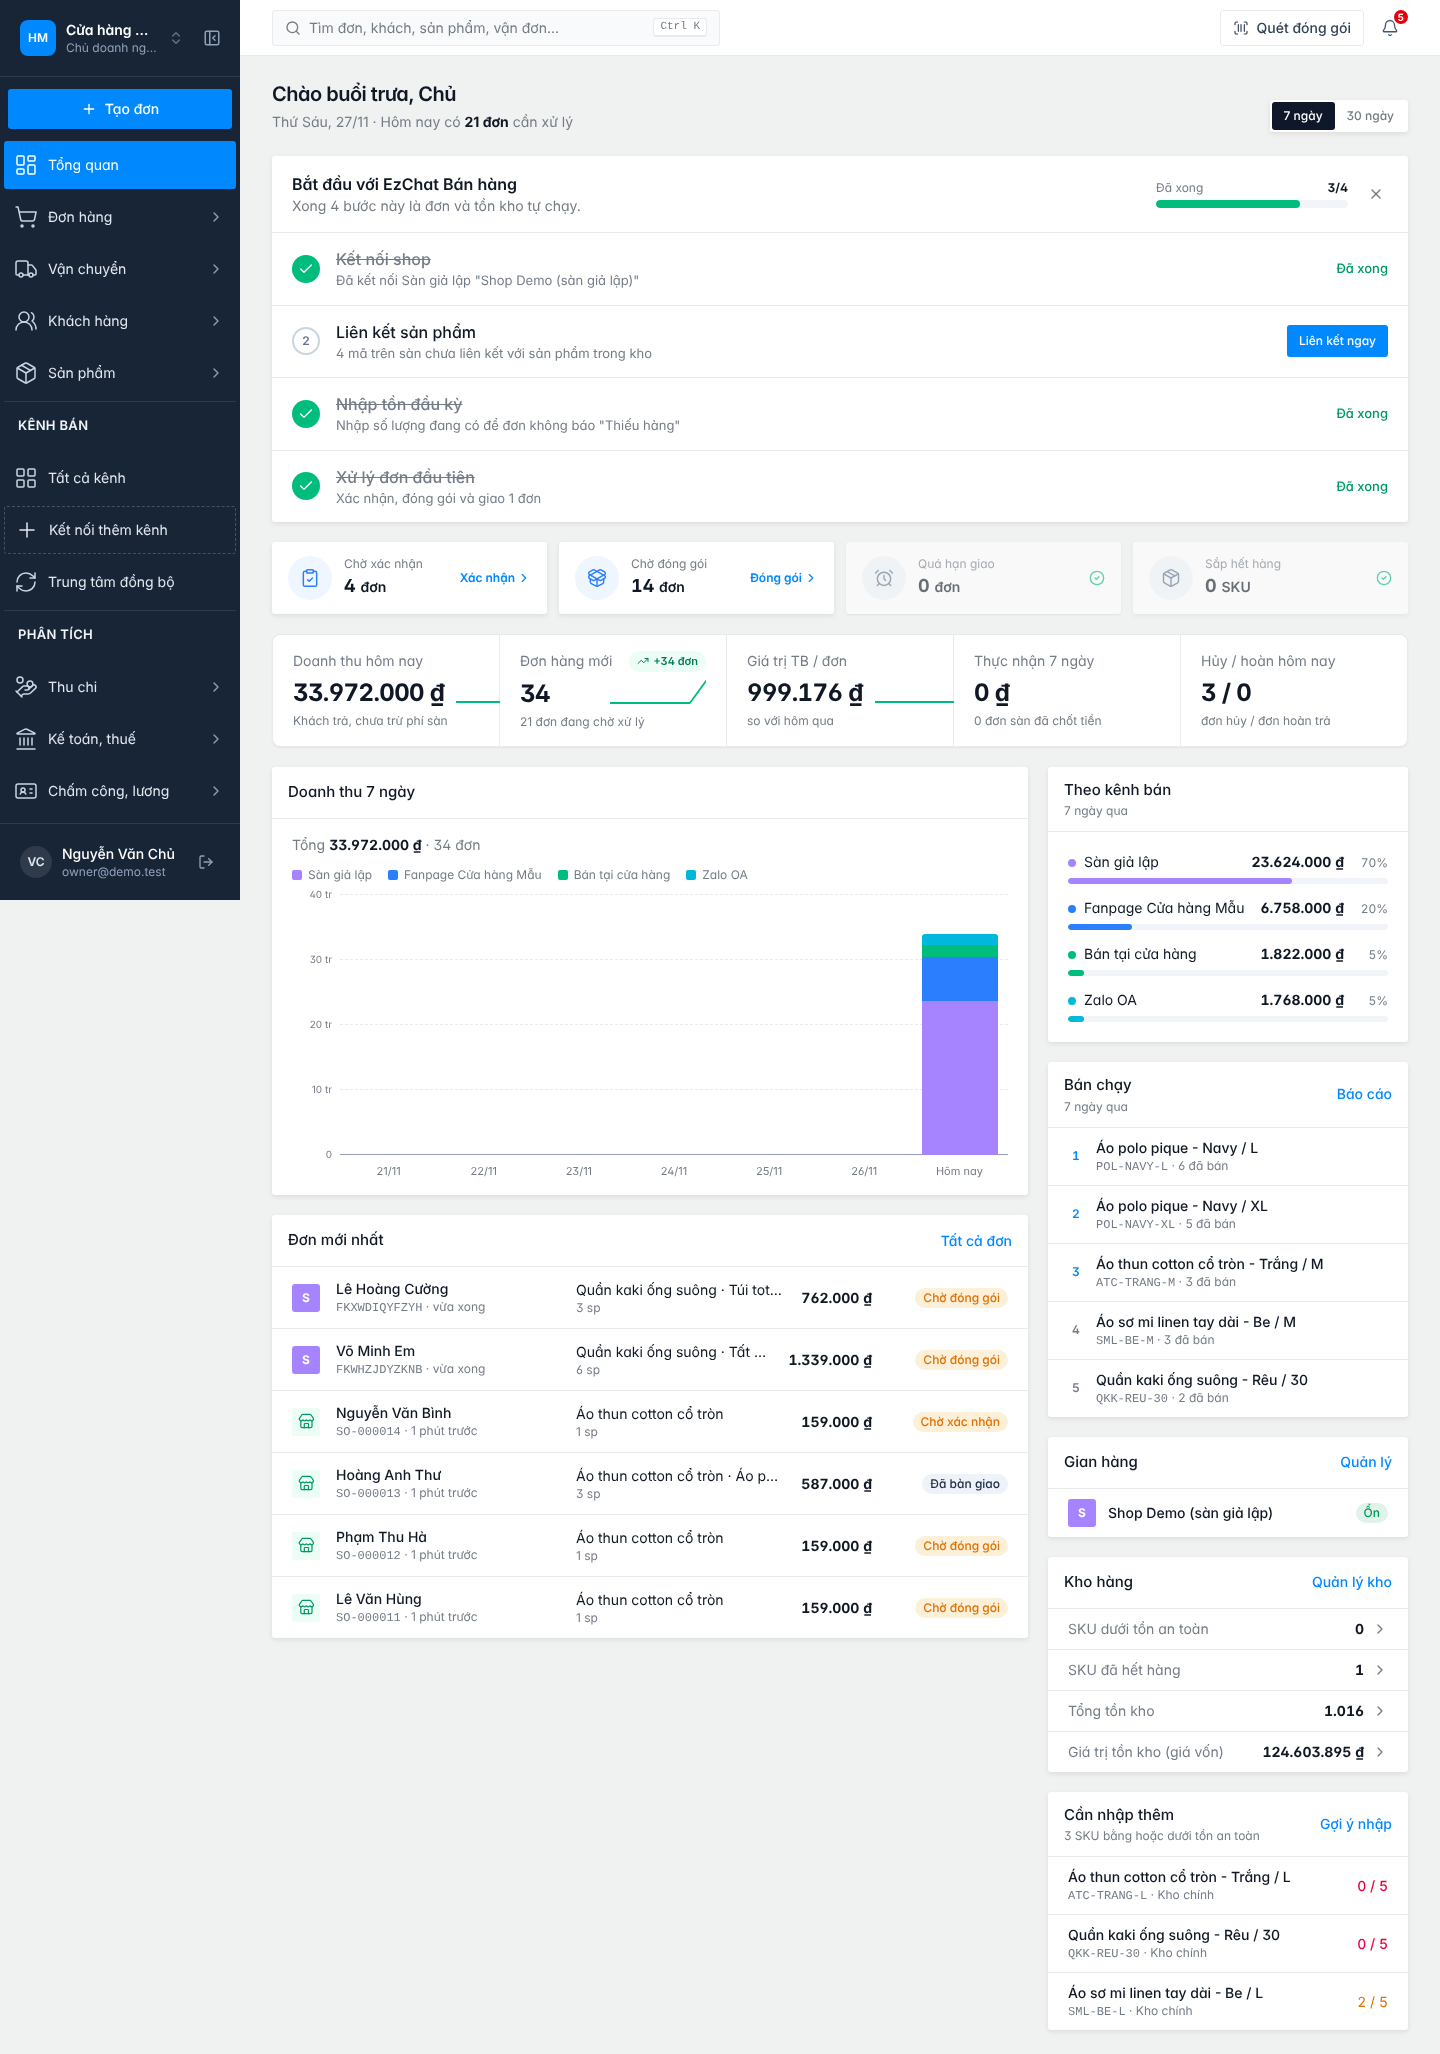 HM
Cửa hàng ...
Chủ doanh ng...
Tìm đơn, khách, sản phẩm, vận đơn...
Ctrl K
Quét đóng gói
5
Tạo đơn
Tổng quan
Đơn hàng
Vận chuyển
Khách hàng
Sản phẩm
KÊNH BÁN
Tất cả kênh
Kết nối thêm kênh
Trung tâm đồng bộ
PHÂN TÍCH
Thu chi
Kế toán, thuế
Chấm công, lương
VC
Nguyễn Văn Chủ
owner@demo.test
Chào buổi trưa, Chủ
Thứ Sáu, 27/11 · Hôm nay có 21 đơn cần xử lý
7 ngày
30 ngày
Bắt đầu với EzChat Bán hàng
Xong 4 bước này là đơn và tồn kho tự chạy.
Đã xong
3/4
Kết nối shop
Đã kết nối Sàn giả lập "Shop Demo (sàn giả lập)"
Đã xong
2
Liên kết sản phẩm
4 mã trên sàn chưa liên kết với sản phẩm trong kho
Liên kết ngay
Nhập tồn đầu kỳ
Nhập số lượng đang có để đơn không báo "Thiếu hàng"
Đã xong
Xử lý đơn đầu tiên
Xác nhận, đóng gói và giao 1 đơn
Đã xong
Chờ xác nhận
4 đơn
Xác nhận
Chờ đóng gói
14 đơn
Đóng gói
Quá hạn giao
0 đơn
Sắp hết hàng
0 SKU
Doanh thu hôm nay
33.972.000 ₫
Khách trả, chưa trừ phí sàn
Đơn hàng mới
+34 đơn
34
21 đơn đang chờ xử lý
Giá trị TB / đơn
999.176 ₫
so với hôm qua
Thực nhận 7 ngày
0 ₫
0 đơn sàn đã chốt tiền
Hủy / hoàn hôm nay
3 / 0
đơn hủy / đơn hoàn trả
Doanh thu 7 ngày
Tổng 33.972.000 ₫ · 34 đơn
Sàn giả lập
Fanpage Cửa hàng Mẫu
Bán tại cửa hàng
Zalo OA
40 tr
30 tr
20 tr
10 tr
0
21/11
22/11
23/11
24/11
25/11
26/11
Hôm nay
Đơn mới nhất
Tất cả đơn
S
Lê Hoàng Cường
FKXWDIQYFZYH · vừa xong
Quần kaki ống suông · Túi tot...
3 sp
762.000 ₫
Chờ đóng gói
S
Võ Minh Em
FKWHZJDYZKNB · vừa xong
Quần kaki ống suông · Tất ...
6 sp
1.339.000 ₫
Chờ đóng gói
Nguyễn Văn Bình
SO-000014 · 1 phút trước
Áo thun cotton cổ tròn
1 sp
159.000 ₫
Chờ xác nhận
Hoàng Anh Thư
SO-000013 · 1 phút trước
Áo thun cotton cổ tròn · Áo p...
3 sp
587.000 ₫
Đã bàn giao
Phạm Thu Hà
SO-000012 · 1 phút trước
Áo thun cotton cổ tròn
1 sp
159.000 ₫
Chờ đóng gói
Lê Văn Hùng
SO-000011 · 1 phút trước
Áo thun cotton cổ tròn
1 sp
159.000 ₫
Chờ đóng gói
Theo kênh bán
7 ngày qua
Sàn giả lập
23.624.000 ₫
70%
Fanpage Cửa hàng Mẫu
6.758.000 ₫
20%
Bán tại cửa hàng
1.822.000 ₫
5%
Zalo OA
1.768.000 ₫
5%
Bán chạy
7 ngày qua
Báo cáo
1
Áo polo pique - Navy / L
POL-NAVY-L · 6 đã bán
2
Áo polo pique - Navy / XL
POL-NAVY-XL · 5 đã bán
3
Áo thun cotton cổ tròn - Trắng / M
ATC-TRANG-M · 3 đã bán
4
Áo sơ mi linen tay dài - Be / M
SML-BE-M · 3 đã bán
5
Quần kaki ống suông - Rêu / 30
QKK-REU-30 · 2 đã bán
Gian hàng
Quản lý
S
Shop Demo (sàn giả lập)
Ổn
Kho hàng
Quản lý kho
SKU dưới tồn an toàn
0
SKU đã hết hàng
1
Tổng tồn kho
1.016
Giá trị tồn kho (giá vốn)
124.603.895 ₫
Cần nhập thêm
3 SKU bằng hoặc dưới tồn an toàn
Gợi ý nhập
Áo thun cotton cổ tròn - Trắng / L
ATC-TRANG-L · Kho chính
0 / 5
Quần kaki ống suông - Rêu / 30
QKK-REU-30 · Kho chính
0 / 5
Áo sơ mi linen tay dài - Be / L
SML-BE-L · Kho chính
2 / 5